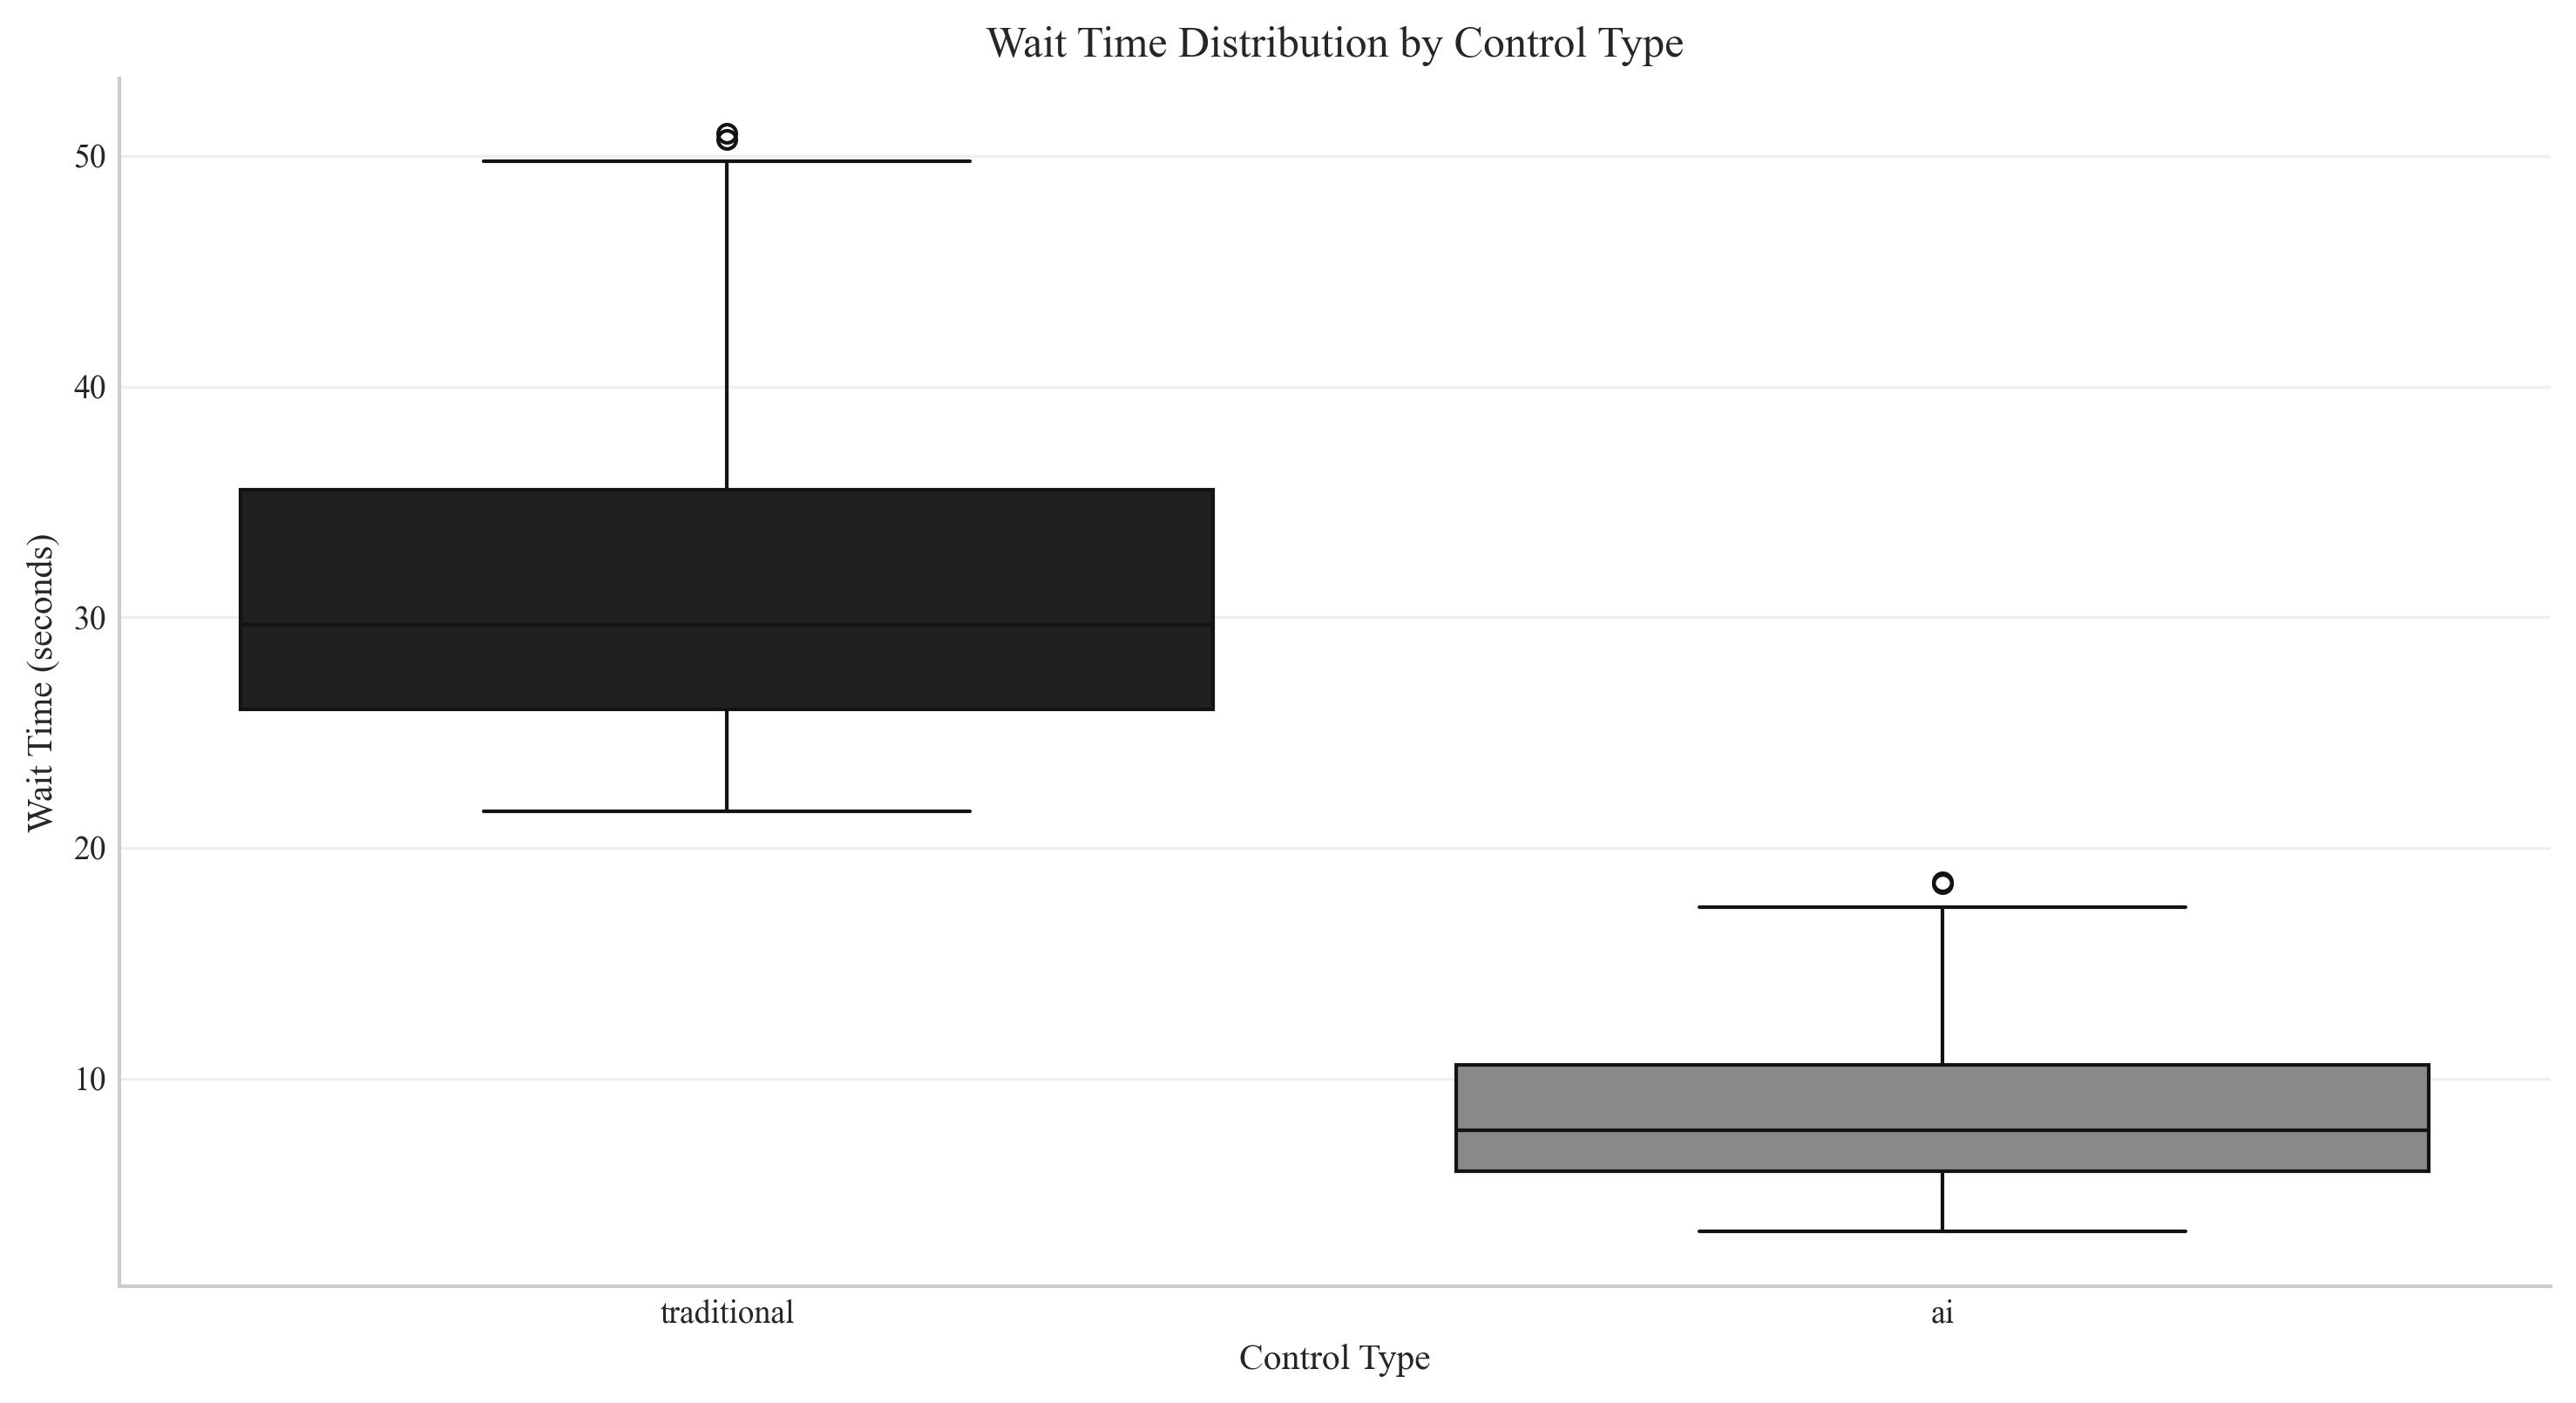 Wait Time Distribution by Control Type
Wait Time (seconds)
50
40
30
20
10
traditional
ai
Control Type